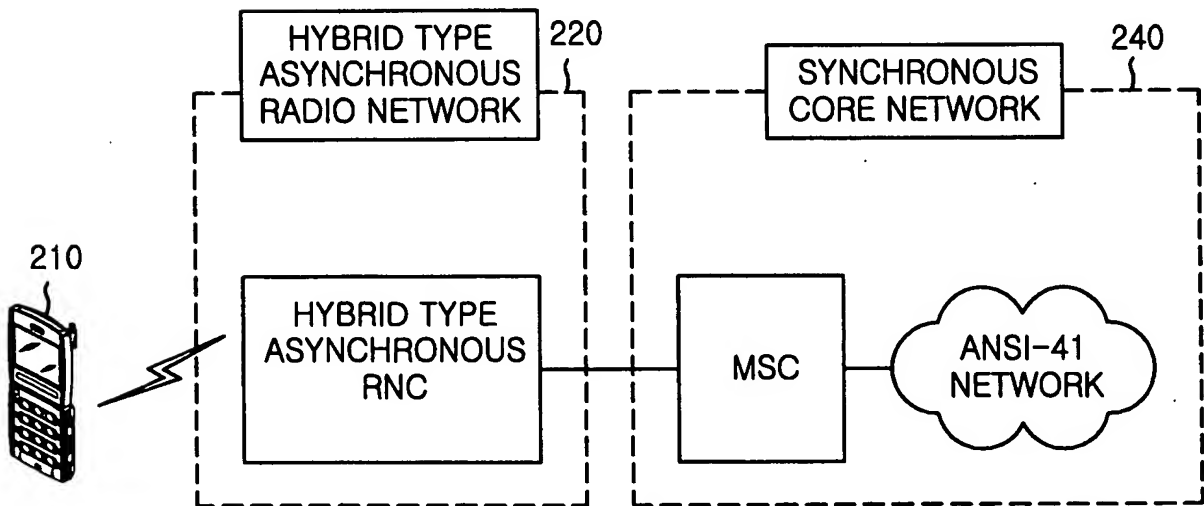 HYBRID TYPE
ASYNCHRONOUS
RADIO NETWORK
220
SYNCHRONOUS
CORE NETWORK
240
210
HYBRID TYPE
ASYNCHRONOUS
RNC
MSC
ANSI-41
NETWORK